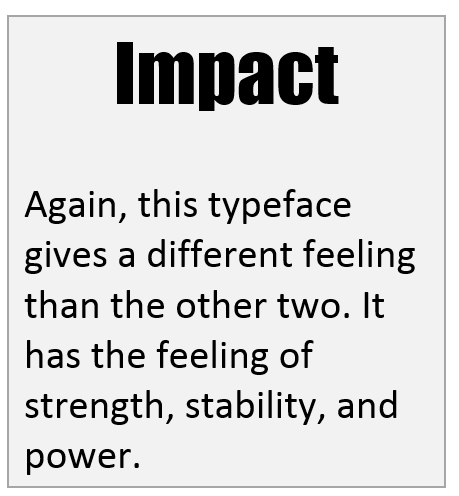 Impact
Again, this typeface
gives a different feeling
than the other two. It
has the feeling of
strength, stability, and
power.